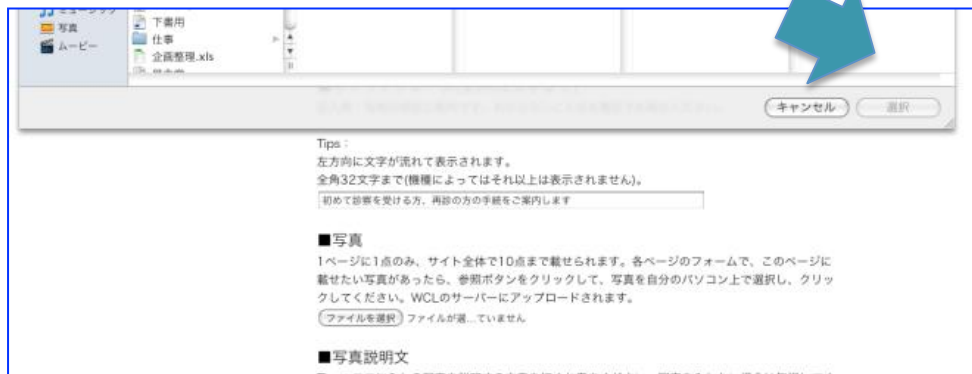 ミュージック
写真
ムービー
下書用
仕事
企画整理.xls
キャンセル
選択
Tips：
左方向に文字が流れて表示されます。
全角32文字まで(機種によってはそれ以上は表示されません)。
初めて診察を受ける方、再診の方の手続をご案内します
■写真
1ページに1点のみ、サイト全体で10点まで載せられます。各ページのフォームで、このページに
載せたい写真があったら、参照ボタンをクリックして、写真を自分のパソコン上で選択し、クリッ
クしてください。WCLのサーバーにアップロードされます。
ファイルを選択 ファイルが選...ていません
■写真説明文